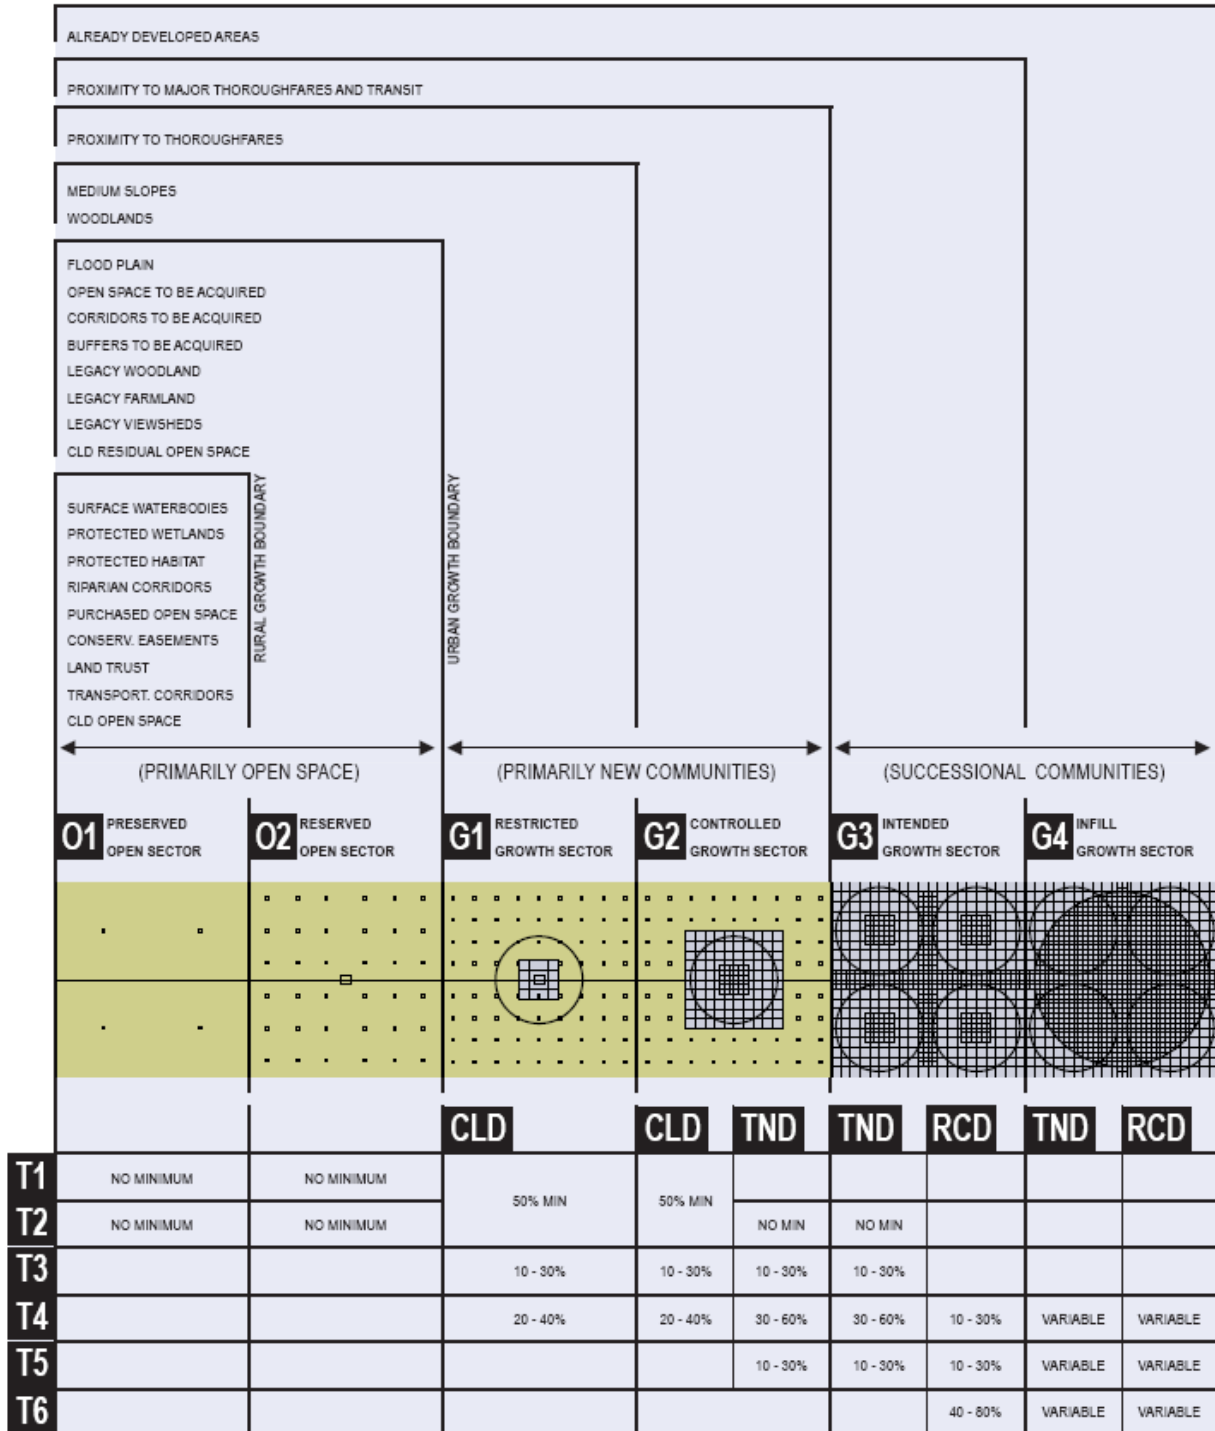 ALREADY DEVELOPED AREAS
PROXIMITY TO MAJOR THOROUGHFARES AND TRANSIT
PROXIMITY TO THOROUGHFARES
MEDIUM SLOPES
WOODLANDS
FLOOD PLAIN
OPEN SPACE TO BE ACQUIRED
CORRIDORS TO BE ACQUIRED
BUFFERS TO BE ACQUIRED
LEGACY WOODLAND
LEGACY FARMLAND
LEGACY VIEWSHEDS
CLD RESIDUAL OPEN SPACE
SURFACE WATERBODIES
PROTECTED WETLANDS
PROTECTED HABITAT
RIPARIAN CORRIDORS
PURCHASED OPEN SPACE
CONSERV. EASEMENTS
LAND TRUST
TRANSPORT. CORRIDORS
CLD OPEN SPACE
RURAL GROWTH BOUNDARY
URBAN GROWTH BOUNDARY
(PRIMARILY OPEN SPACE) (PRIMARILY NEW COMMUNITIES) (SUCCESSIONAL COMMUNITIES)
O1 PRESERVED
OPEN SECTOR
O2 RESERVED
OPEN SECTOR
G1 RESTRICTED
GROWTH SECTOR
G2 CONTROLLED
GROWTH SECTOR
G3 INTENDED
GROWTH SECTOR
G4 INFILL
GROWTH SECTOR
CLD CLD TND TND RCD TND RCD
T1 NO MINIMUM NO MINIMUM
50% MIN 50% MIN
T2 NO MINIMUM NO MINIMUM NO MIN NO MIN
T3 10 - 30% 10 - 30% 10 - 30% 10 - 30%
T4 20 - 40% 20 - 40% 30 - 60% 30 - 60% 10 - 30% VARIABLE VARIABLE
T5 10 - 30% 10 - 30% 10 - 30% VARIABLE VARIABLE
T6 40 - 80% VARIABLE VARIABLE